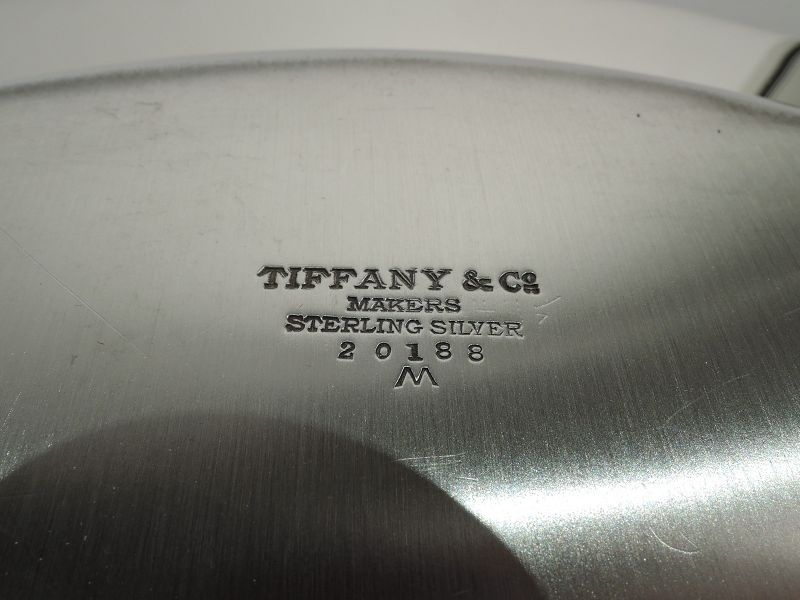 TIFFANY & Co
MAKERS
STERLING SILVER
20188
M